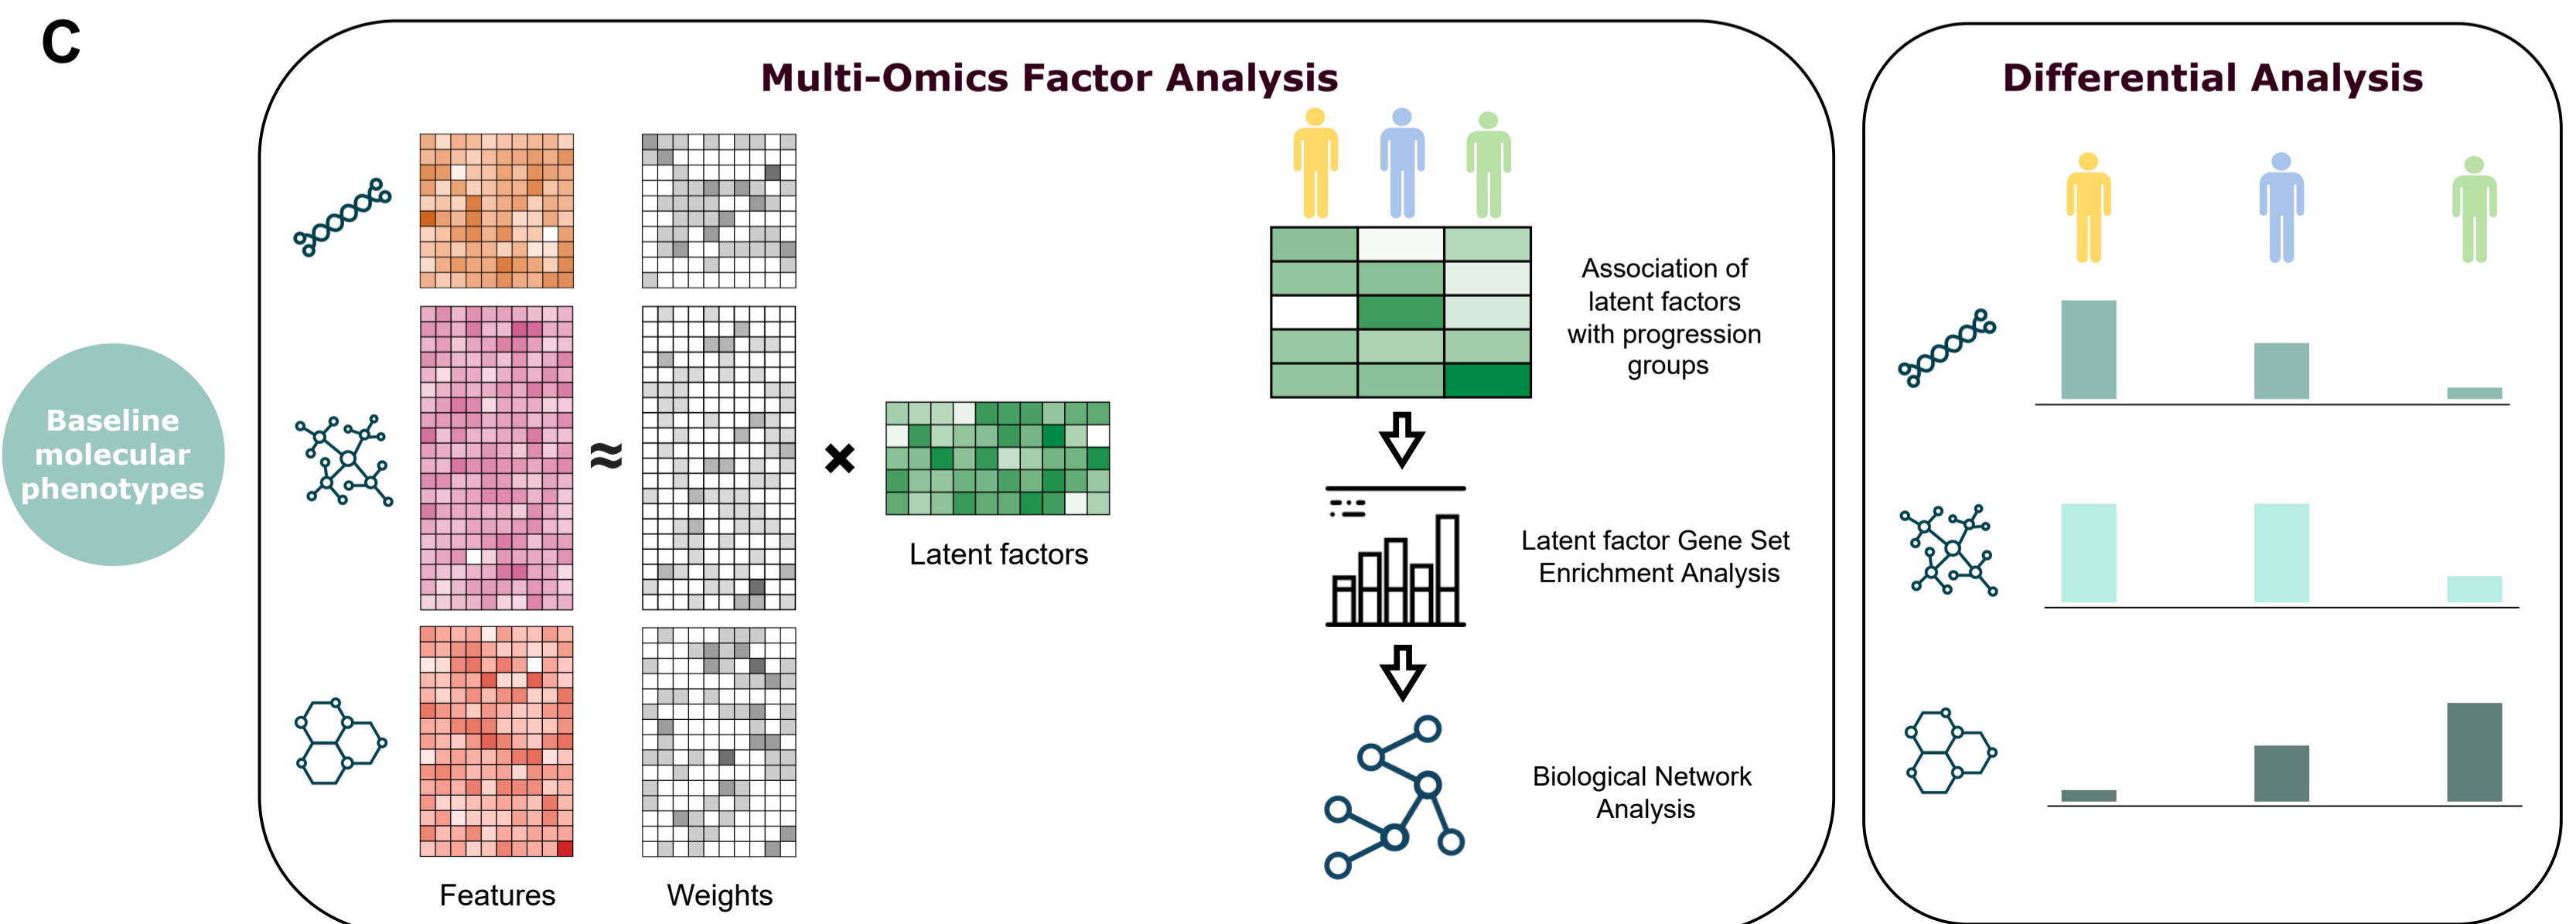 C
Multi-Omics Factor Analysis
Differential Analysis
Baseline
molecular
phenotypes
≈
×
Latent factors
Features
Weights
Association of
latent factors
with progression
groups
Latent factor Gene Set
Enrichment Analysis
Biological Network
Analysis